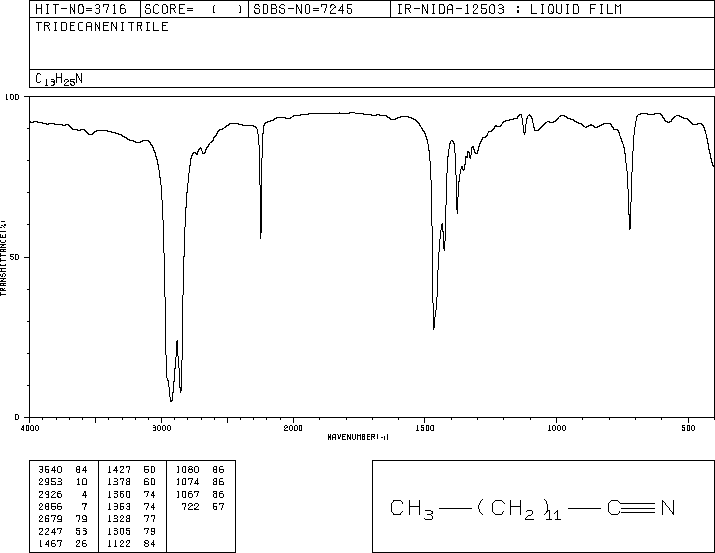 HIT-NO=3716 SCORE= ( ) SDBS-NO=7245 IR-NIDA-12503 : LIQUID FILM
TRIDECANENITRILE
C13H25N
100
50
0
TRANSMITTANCE(%)
4000 3000 2000 1500 1000 500
WAVENUMBER(-1)
3640 84 1427 50 1080 86
2953 10 1378 60 1074 86
2926 4 1360 74 1067 86
2866 7 1353 74 722 57
2679 79 1328 77
2247 53 1305 79
1467 26 1122 84
CH3—(CH2)11—C≡N